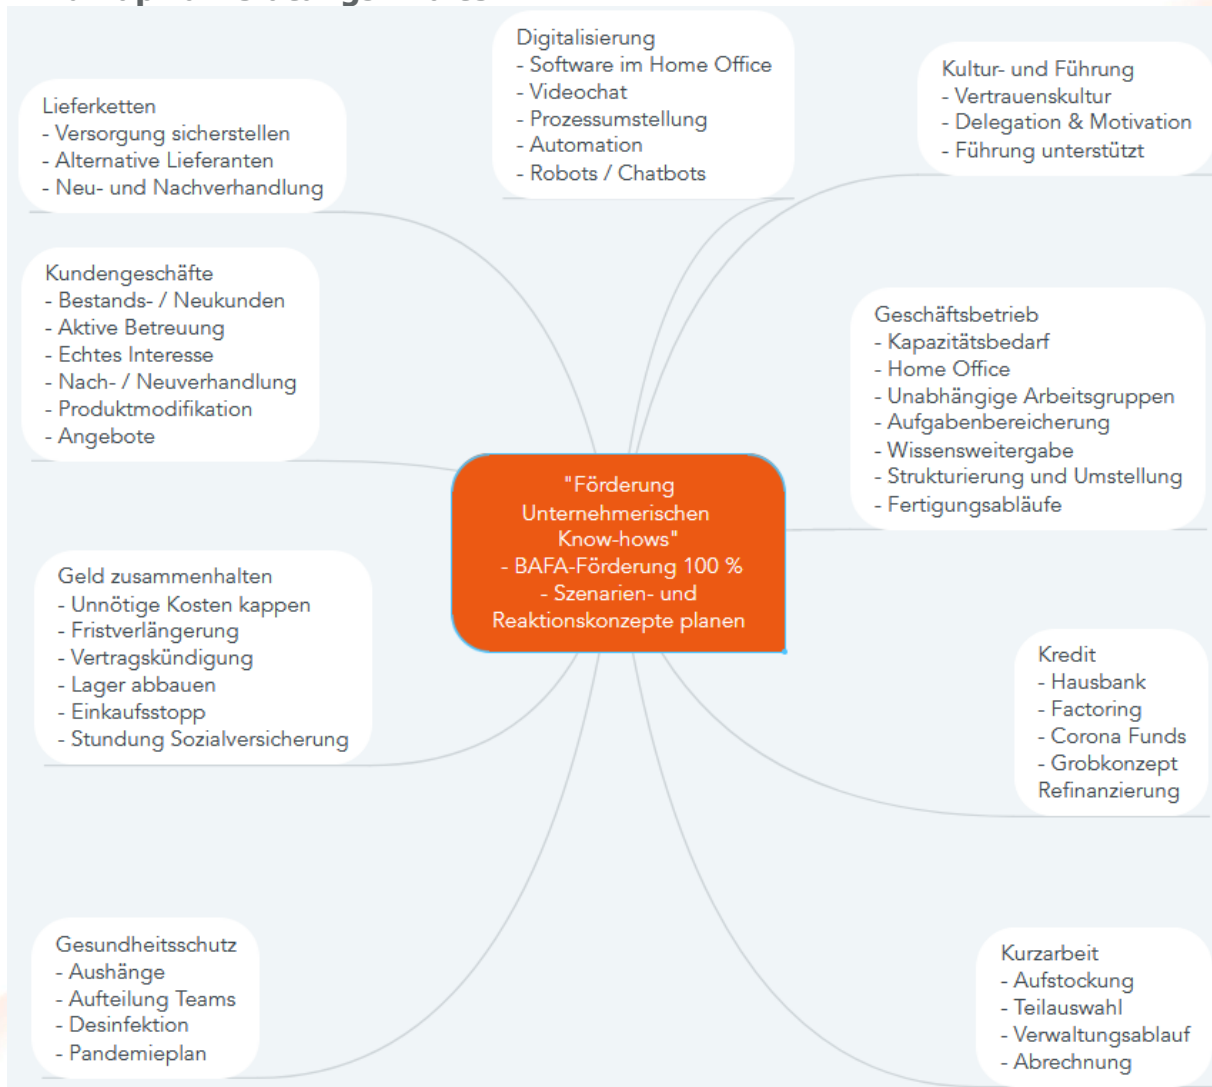 Digitalisierung
- Software im Home Office
- Videochat
- Prozessumstellung
- Automation
- Robots / Chatbots
Kultur- und Führung
- Vertrauenskultur
- Delegation & Motivation
- Führung unterstützt
Lieferketten
- Versorgung sicherstellen
- Alternative Lieferanten
- Neu- und Nachverhandlung
Kundengeschäfte
- Bestands- / Neukunden
- Aktive Betreuung
- Echtes Interesse
- Nach- / Neuverhandlung
- Produktmodifikation
- Angebote
Geschäftsbetrieb
- Kapazitätsbedarf
- Home Office
- Unabhängige Arbeitsgruppen
- Aufgabenbereicherung
- Wissensweitergabe
- Strukturierung und Umstellung
- Fertigungsabläufe
"Förderung
Unternehmerischen
Know-hows"
- BAFA-Förderung 100 %
- Szenarien- und
Reaktionskonzepte planen
Geld zusammenhalten
- Unnötige Kosten kappen
- Fristverlängerung
- Vertragskündigung
- Lager abbauen
- Einkaufsstopp
- Stundung Sozialversicherung
Kredit
- Hausbank
- Factoring
- Corona Funds
- Grobkonzept
Refinanzierung
Gesundheitsschutz
- Aushänge
- Aufteilung Teams
- Desinfektion
- Pandemieplan
Kurzarbeit
- Aufstockung
- Teilauswahl
- Verwaltungsablauf
- Abrechnung